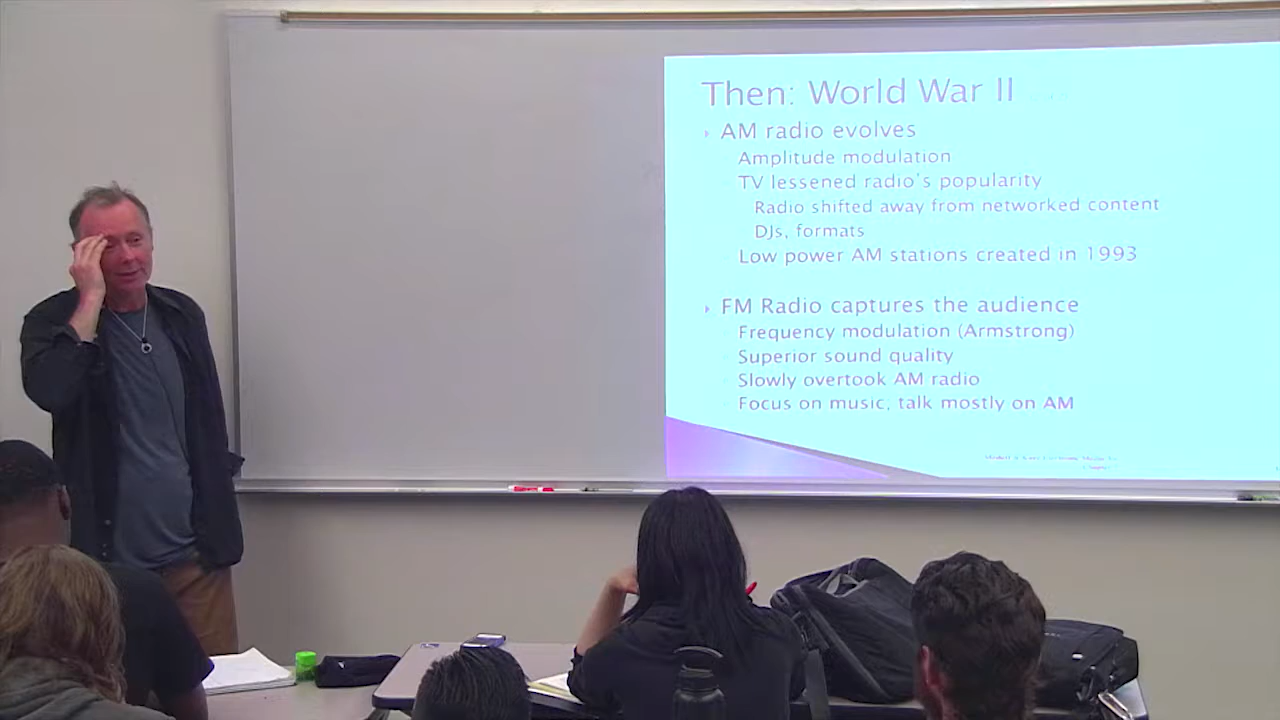 Then: World War II
AM radio evolves
Amplitude modulation
TV lessened radio's popularity
Radio shifted away from networked content
DJs, formats
Low power AM stations created in 1993
FM Radio captures the audience
Frequency modulation (Armstrong)
Superior sound quality
Slowly overtook AM radio
Focus on music, talk mostly on AM